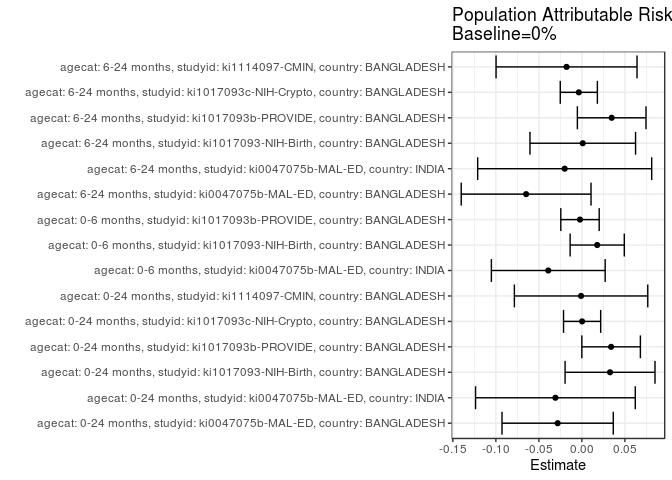 Population Attributable Risk
Baseline=0%
agecat: 6-24 months, studyid: ki1114097-CMIN, country: BANGLADESH
agecat: 6-24 months, studyid: ki1017093c-NIH-Crypto, country: BANGLADESH
agecat: 6-24 months, studyid: ki1017093b-PROVIDE, country: BANGLADESH
agecat: 6-24 months, studyid: ki1017093-NIH-Birth, country: BANGLADESH
agecat: 6-24 months, studyid: ki0047075b-MAL-ED, country: INDIA
agecat: 6-24 months, studyid: ki0047075b-MAL-ED, country: BANGLADESH
agecat: 0-6 months, studyid: ki1017093b-PROVIDE, country: BANGLADESH
agecat: 0-6 months, studyid: ki1017093-NIH-Birth, country: BANGLADESH
agecat: 0-6 months, studyid: ki0047075b-MAL-ED, country: INDIA
agecat: 0-24 months, studyid: ki1114097-CMIN, country: BANGLADESH
agecat: 0-24 months, studyid: ki1017093c-NIH-Crypto, country: BANGLADESH
agecat: 0-24 months, studyid: ki1017093b-PROVIDE, country: BANGLADESH
agecat: 0-24 months, studyid: ki1017093-NIH-Birth, country: BANGLADESH
agecat: 0-24 months, studyid: ki0047075b-MAL-ED, country: INDIA
agecat: 0-24 months, studyid: ki0047075b-MAL-ED, country: BANGLADESH
-0.15 -0.10 -0.05 0.00 0.05
Estimate